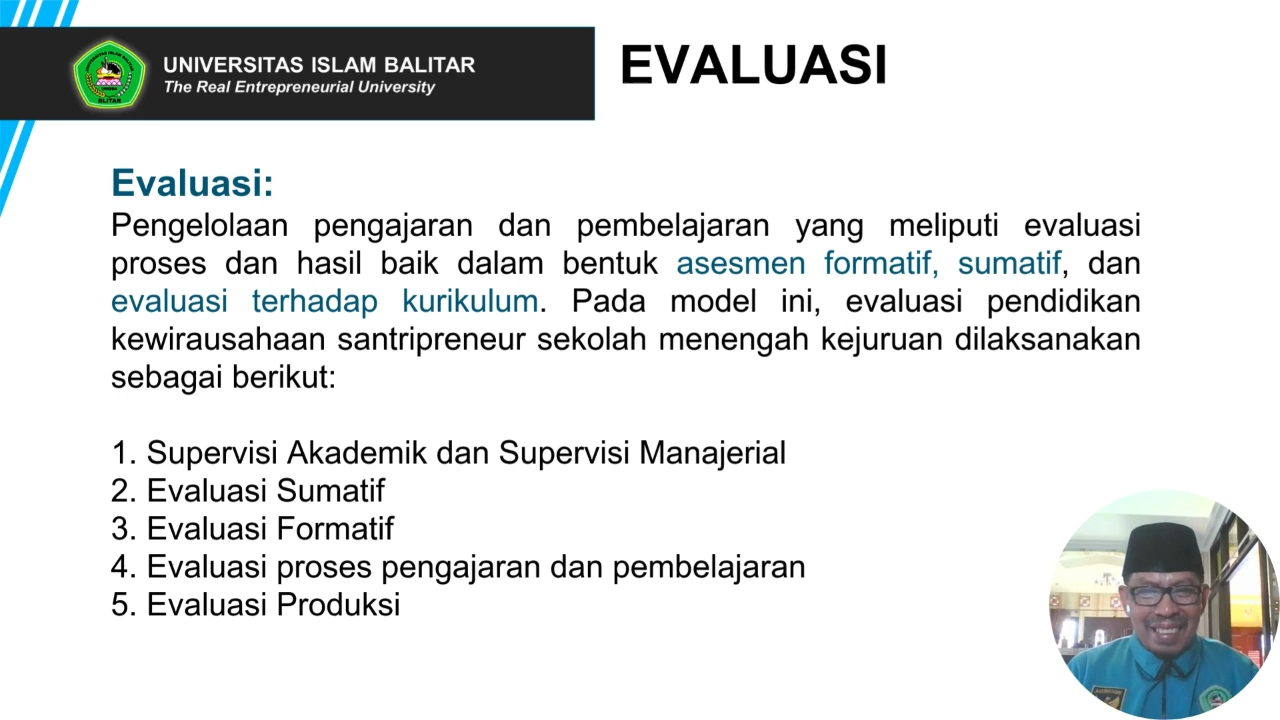 UNIVERSITAS ISLAM BALITAR
The Real Entrepreneurial University
EVALUASI
BLITAR
Evaluasi:
Pengelolaan pengajaran dan pembelajaran yang meliputi evaluasi
proses dan hasil baik dalam bentuk asesmen formatif, sumatif, dan
evaluasi terhadap kurikulum. Pada model ini, evaluasi pendidikan
kewirausahaan santripreneur sekolah menengah kejuruan dilaksanakan
sebagai berikut:
1. Supervisi Akademik dan Supervisi Manajerial
2. Evaluasi Sumatif
3. Evaluasi Formatif
4. Evaluasi proses pengajaran dan pembelajaran
5. Evaluasi Produksi